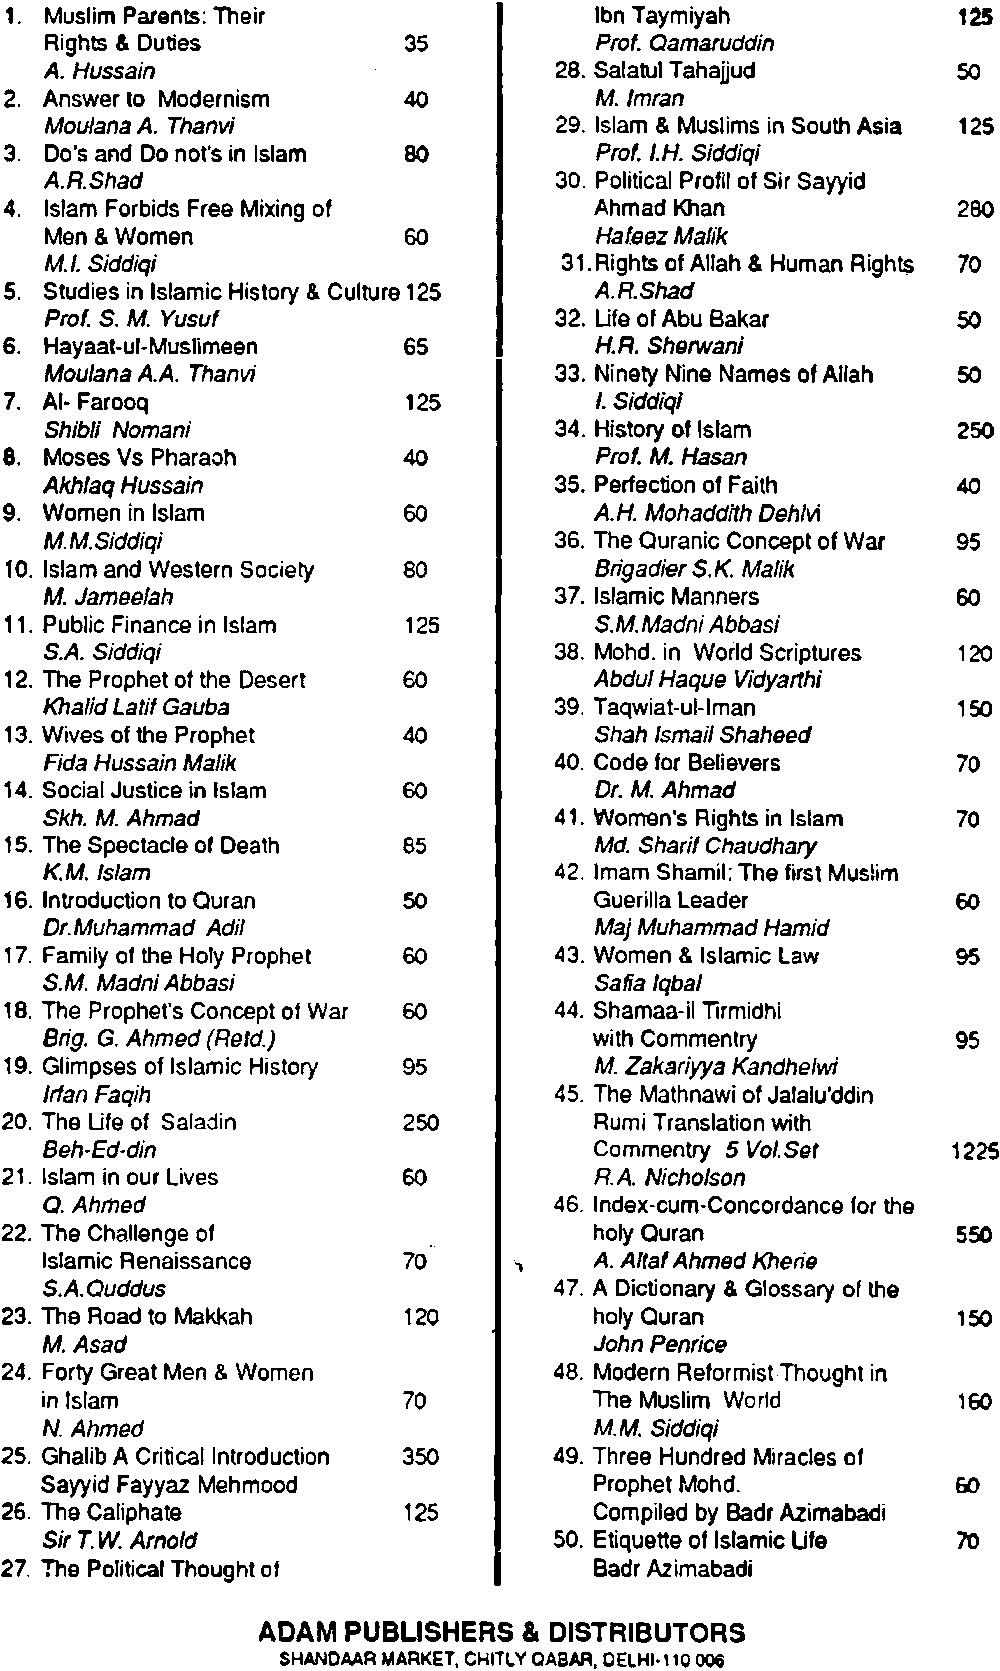 1. Muslim Parents: Their
Rights & Duties 35
A. Hussain
2. Answer to Modernism 40
Moulana A. Thanvi
3. Do's and Do not's in Islam 80
A.R.Shad
4. Islam Forbids Free Mixing of
Men & Women 60
M.I. Siddiqi
5. Studies in Islamic History & Culture 125
Prof. S. M. Yusuf
6. Hayaat-ul-Muslimeen 65
Moulana A.A. Thanvi
7. Al- Farooq 125
Shibli Nomani
8. Moses Vs Pharaoh 40
Akhlaq Hussain
9. Women in Islam 60
M.M.Siddiqi
10. Islam and Western Society 80
M. Jameelah
11. Public Finance in Islam 125
S.A. Siddiqi
12. The Prophet of the Desert 60
Khalid Latif Gauba
13. Wives of the Prophet 40
Fida Hussain Malik
14. Social Justice in Islam 60
Skh. M. Ahmad
15. The Spectacle of Death 85
K.M. Islam
16. Introduction to Quran 50
Dr.Muhammad Adil
17. Family of the Holy Prophet 60
S.M. Madni Abbasi
18. The Prophet's Concept of War 60
Brig. G. Ahmed (Retd.)
19. Glimpses of Islamic History 95
Irfan Faqih
20. The Life of Saladin 250
Beh-Ed-din
21. Islam in our Lives 60
Q. Ahmed
22. The Challenge of
Islamic Renaissance 70
S.A.Quddus
23. The Road to Makkah 120
M. Asad
24. Forty Great Men & Women
in Islam 70
N. Ahmed
25. Ghalib A Critical Introduction 350
Sayyid Fayyaz Mehmood
26. The Caliphate 125
Sir T.W. Arnold
27. The Political Thought of
Ibn Taymiyah 125
Prof. Qamaruddin
28. Salatul Tahajjud 50
M. Imran
29. Islam & Muslims in South Asia 125
Prof. I.H. Siddiqi
30. Political Profil of Sir Sayyid
Ahmad Khan 280
Hafeez Malik
31. Rights of Allah & Human Rights 70
A.R.Shad
32. Life of Abu Bakar 50
H.R. Sherwani
33. Ninety Nine Names of Allah 50
I. Siddiqi
34. History of Islam 250
Prof. M. Hasan
35. Perfection of Faith 40
A.H. Mohaddith Dehlvi
36. The Quranic Concept of War 95
Brigadier S.K. Malik
37. Islamic Manners 60
S.M.Madni Abbasi
38. Mohd. in World Scriptures 120
Abdul Haque Vidyarthi
39. Taqwiat-ul-Iman 150
Shah Ismail Shaheed
40. Code for Believers 70
Dr. M. Ahmad
41. Women's Rights in Islam 70
Md. Sharif Chaudhary
42. Imam Shamil: The first Muslim
Guerilla Leader 60
Maj Muhammad Hamid
43. Women & Islamic Law 95
Safia Iqbal
44. Shamaa-il Tirmidhi
with Commentry 95
M. Zakariyya Kandhelwi
45. The Mathnawi of Jalalu'ddin
Rumi Translation with
Commentry 5 Vol.Set 1225
R.A. Nicholson
46. Index-cum-Concordance for the
holy Quran 550
A. Altaf Ahmed Kherie
47. A Dictionary & Glossary of the
holy Quran 150
John Penrice
48. Modern Reformist Thought in
The Muslim World 160
M.M. Siddiqi
49. Three Hundred Miracles of
Prophet Mohd. 60
Compiled by Badr Azimabadi
50. Etiquette of Islamic Life 70
Badr Azimabadi
ADAM PUBLISHERS & DISTRIBUTORS
SHANDAAR MARKET, CHITLY QABAR, DELHI-110 006